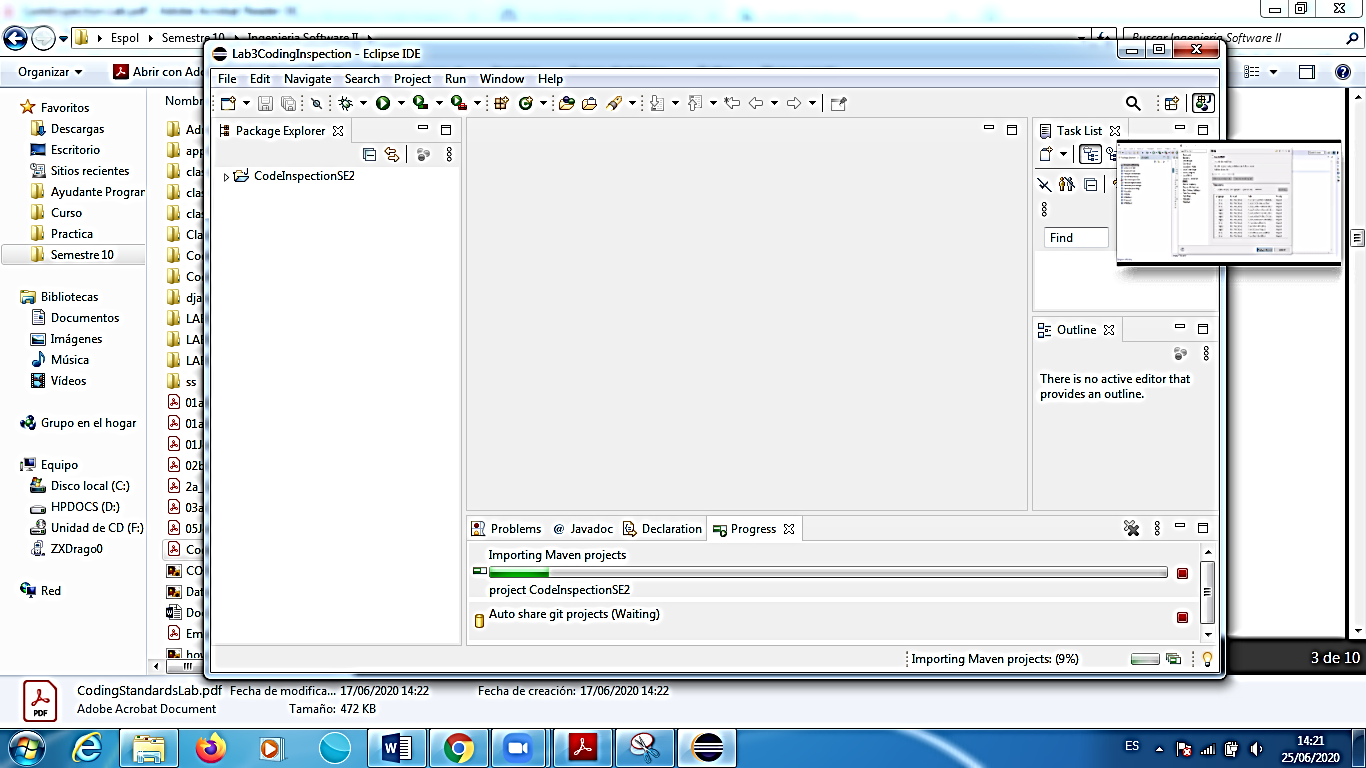 Espol
Semestre 10
Ingenieria Software II
Buscar Ingenieria Software II
Organizar
Abrir con
Favoritos
Descargas
Escritorio
Sitios recientes
Ayudante Progran
Curso
Practica
Semestre 10
Bibliotecas
Documentos
Imágenes
Música
Vídeos
Grupo en el hogar
Equipo
Disco local (C:)
HPDOCS (D:)
Unidad de CD (F:)
ZXDrago0
Red
Lab3CodingInspection - Eclipse IDE
File Edit Navigate Search Project Run Window Help
Package Explorer
CodeInspectionSE2
Task List
Find
Outline
There is no active editor that
provides an outline.
Problems @ Javadoc Declaration Progress
Importing Maven projects
project CodeInspectionSE2
Auto share git projects (Waiting)
Importing Maven projects: (9%)
3 de 10
CodingStandardsLab.pdf Fecha de modifica... 17/06/2020 14:22 Fecha de creación: 17/06/2020 14:22
Adobe Acrobat Document Tamaño: 472 KB
PDF
ES
14:21
25/06/2020